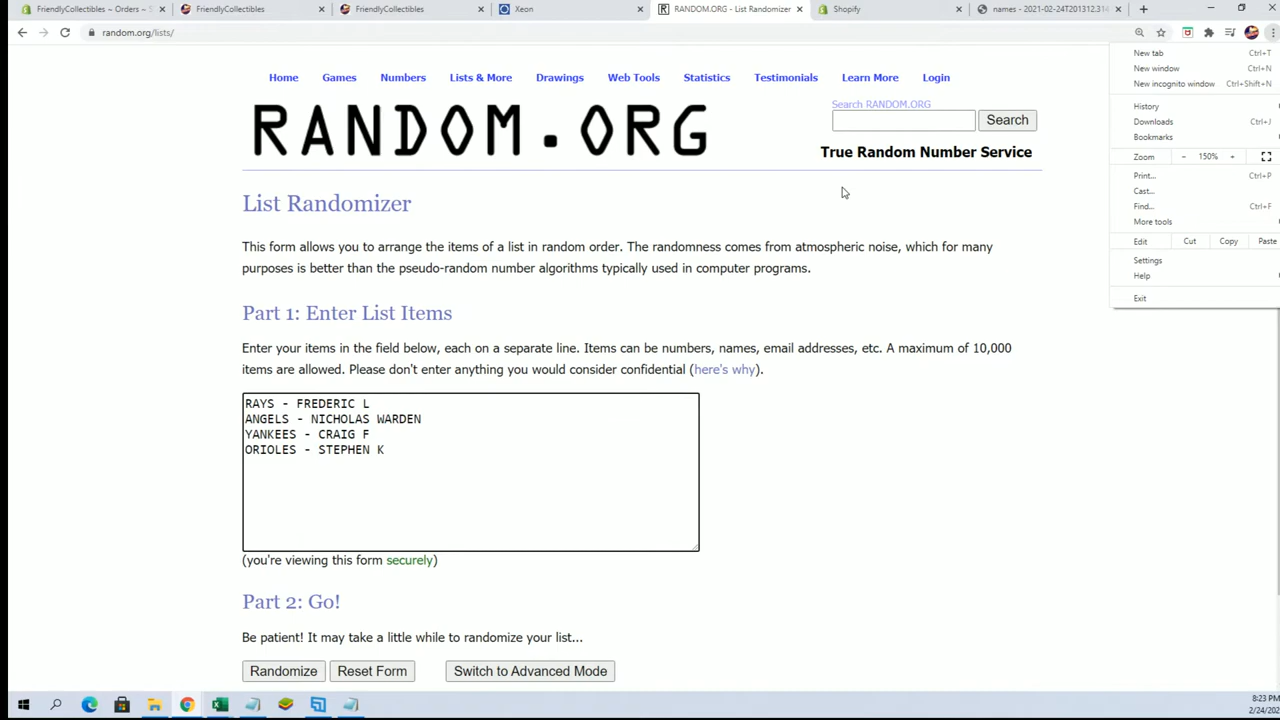 FriendlyCollectibles ~ Orders ~ S
FriendlyCollectibles
FriendlyCollectibles
Xeon
RANDOM.ORG - List Randomizer
Shopify
names - 2021-02-24T201312.314
random.org/lists/
New tab Ctrl+T
New window Ctrl+N
New incognito window Ctrl+Shift+N
History
Downloads Ctrl+J
Bookmarks
Zoom - 150% +
Print... Ctrl+P
Cast...
Find... Ctrl+F
More tools
Edit Cut Copy Paste
Settings
Help
Exit
Home Games Numbers Lists & More Drawings Web Tools Statistics Testimonials Learn More Login
RANDOM.ORG
Search RANDOM.ORG
Search
True Random Number Service
List Randomizer
This form allows you to arrange the items of a list in random order. The randomness comes from atmospheric noise, which for many
purposes is better than the pseudo-random number algorithms typically used in computer programs.
Part 1: Enter List Items
Enter your items in the field below, each on a separate line. Items can be numbers, names, email addresses, etc. A maximum of 10,000
items are allowed. Please don't enter anything you would consider confidential (here's why).
RAYS - FREDERIC L
ANGELS - NICHOLAS WARDEN
YANKEES - CRAIG F
ORIOLES - STEPHEN K
(you're viewing this form securely)
Part 2: Go!
Be patient! It may take a little while to randomize your list...
Randomize Reset Form Switch to Advanced Mode
8:23 PM
2/24/202